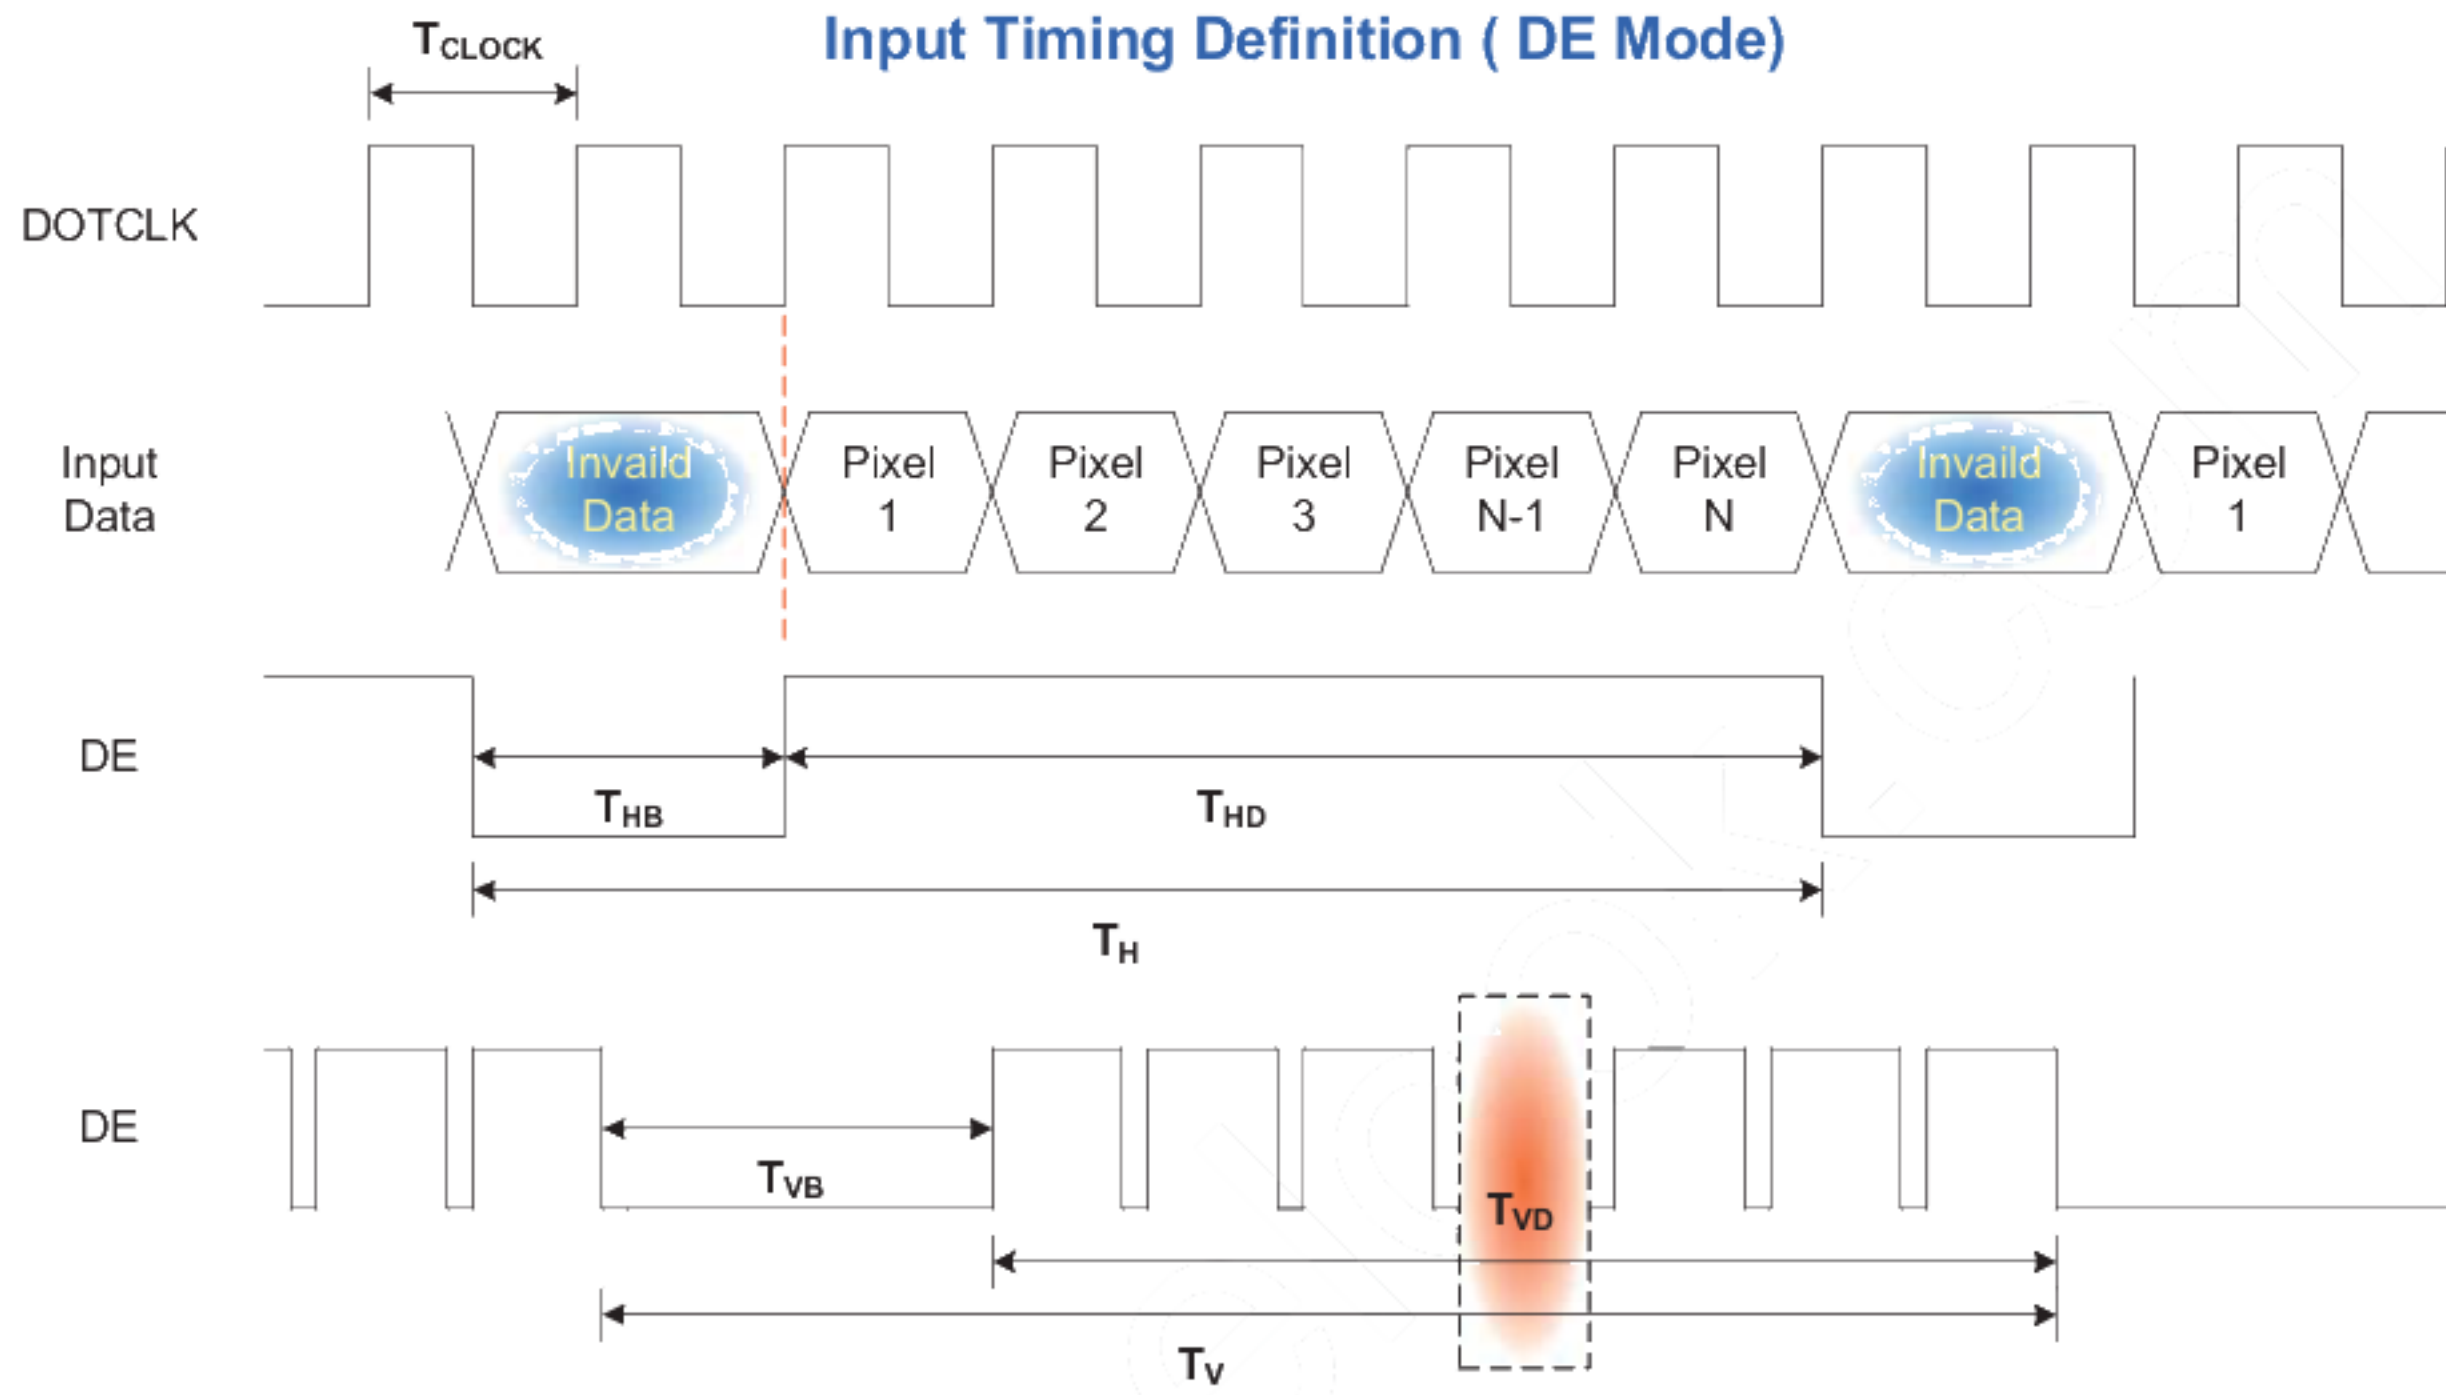 Input Timing Definition ( DE Mode)
TCLOCK
DOTCLK
Input
Data
Invaild
Data
Pixel
1
Pixel
2
Pixel
3
Pixel
N-1
Pixel
N
Invaild
Data
Pixel
1
DE
THB
THD
TH
DE
TVB
TVD
TV